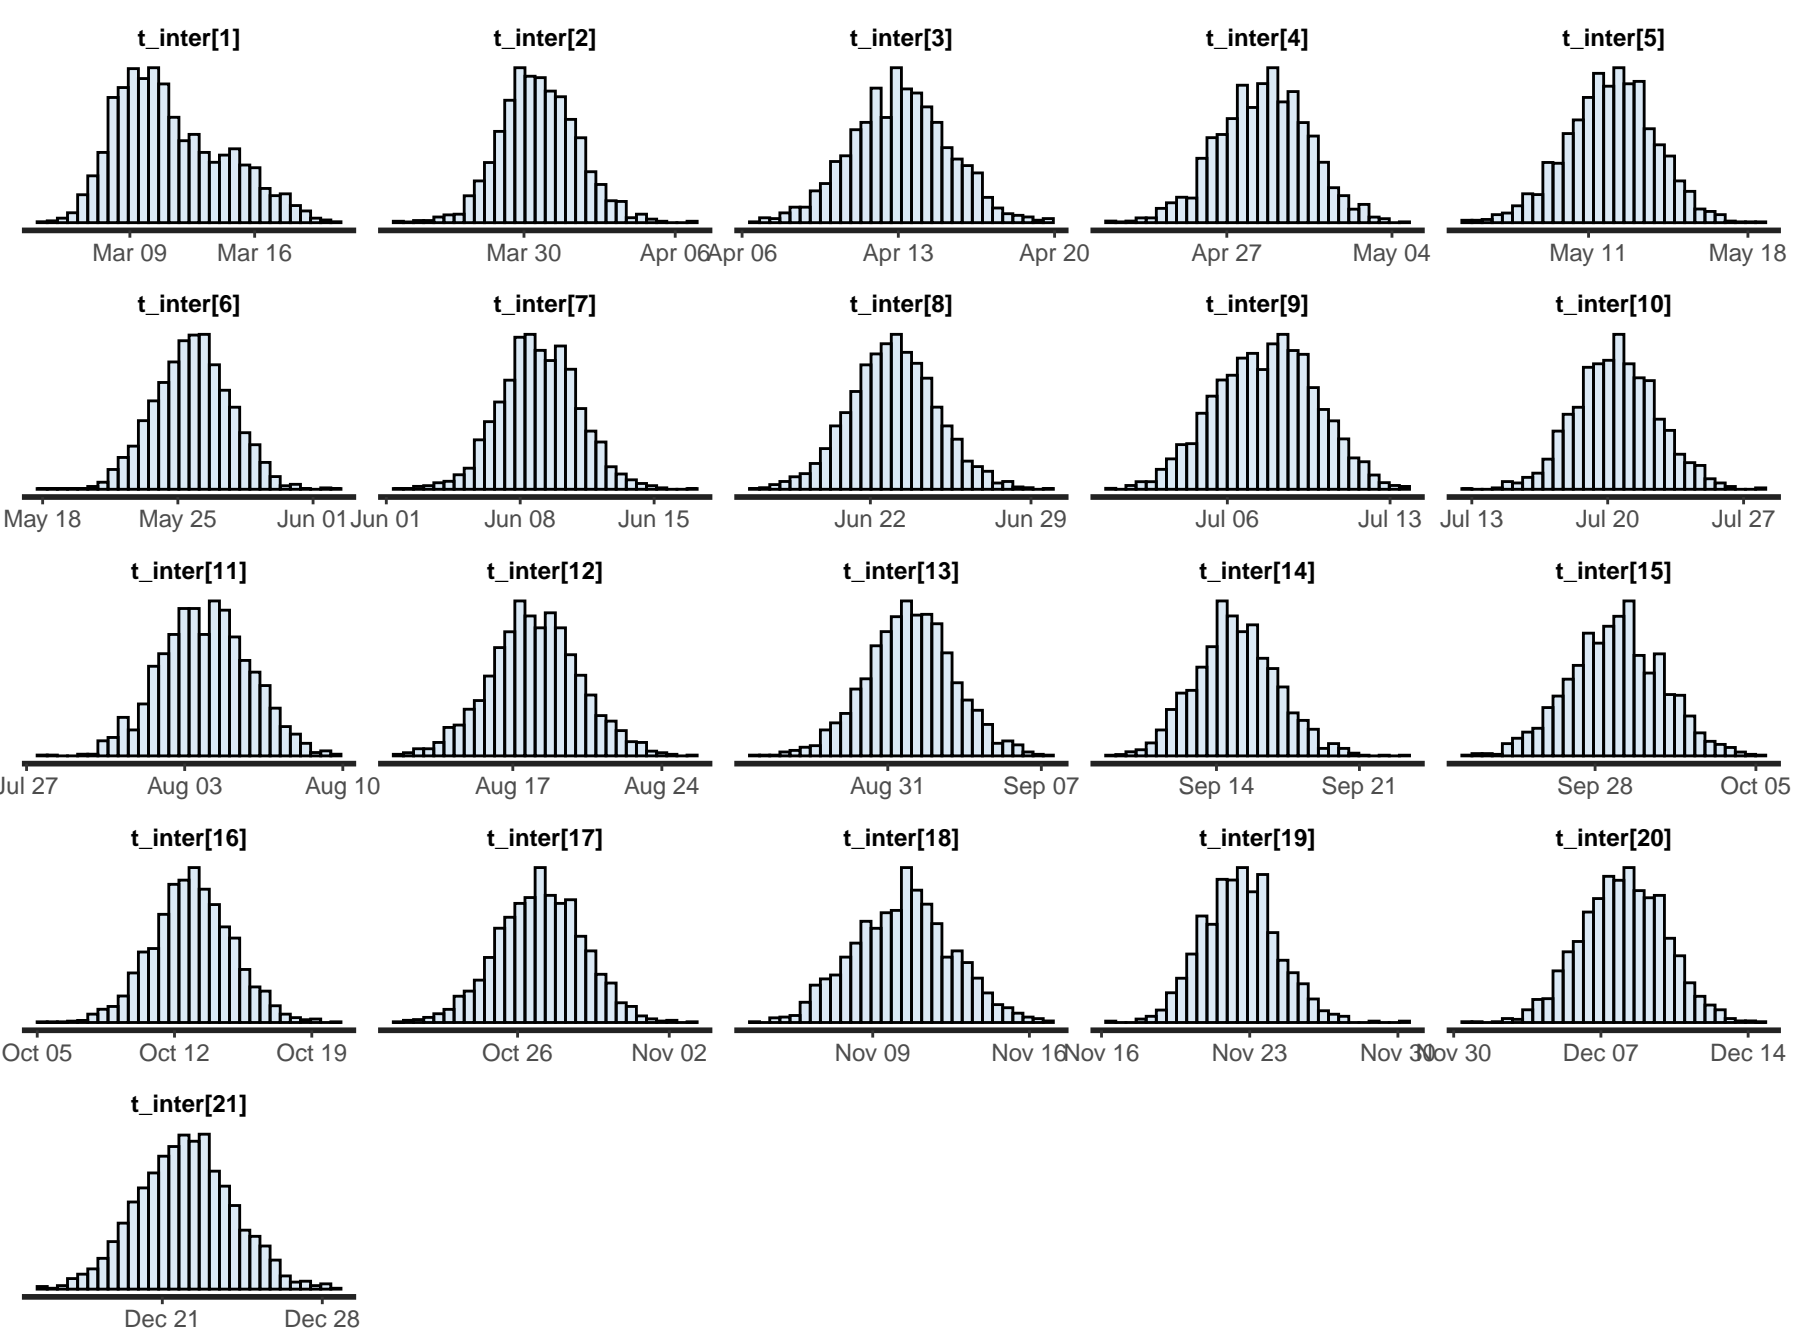 t_inter[1] t_inter[2] t_inter[3] t_inter[4] t_inter[5]
Mar 09 Mar 16 Mar 30 Apr 06 Apr 06 Apr 13 Apr 20 Apr 27 May 04 May 11 May 18
t_inter[6] t_inter[7] t_inter[8] t_inter[9] t_inter[10]
May 18 May 25 Jun 01 Jun 01 Jun 08 Jun 15 Jun 22 Jun 29 Jul 06 Jul 13 Jul 13 Jul 20 Jul 27
t_inter[11] t_inter[12] t_inter[13] t_inter[14] t_inter[15]
Jul 27 Aug 03 Aug 10 Aug 17 Aug 24 Aug 31 Sep 07 Sep 14 Sep 21 Sep 28 Oct 05
t_inter[16] t_inter[17] t_inter[18] t_inter[19] t_inter[20]
Oct 05 Oct 12 Oct 19 Oct 26 Nov 02 Nov 09 Nov 16 Nov 16 Nov 23 Nov 30 Nov 30 Dec 07 Dec 14
t_inter[21]
Dec 21 Dec 28